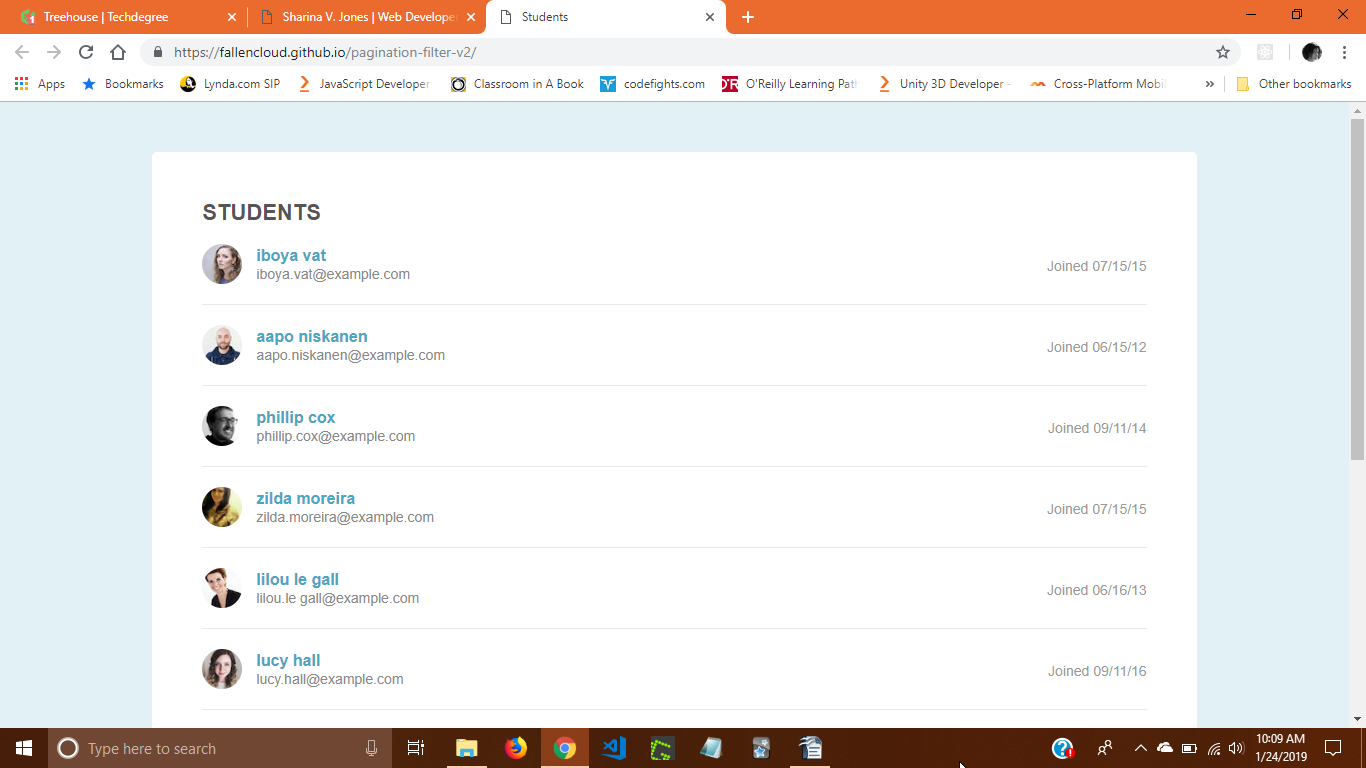 Treehouse | Techdegree
Sharina V. Jones | Web Developer
Students
https://fallencloud.github.io/pagination-filter-v2/
Apps
Bookmarks
Lynda.com SIP
JavaScript Developer
Classroom in A Book
codefights.com
O'Reilly Learning Path
Unity 3D Developer -
Cross-Platform Mobil
»
Other bookmarks
STUDENTS
iboya vat
iboya.vat@example.com
Joined 07/15/15
aapo niskanen
aapo.niskanen@example.com
Joined 06/15/12
phillip cox
phillip.cox@example.com
Joined 09/11/14
zilda moreira
zilda.moreira@example.com
Joined 07/15/15
lilou le gall
lilou.le gall@example.com
Joined 06/16/13
lucy hall
lucy.hall@example.com
Joined 09/11/16
Type here to search
10:09 AM
1/24/2019